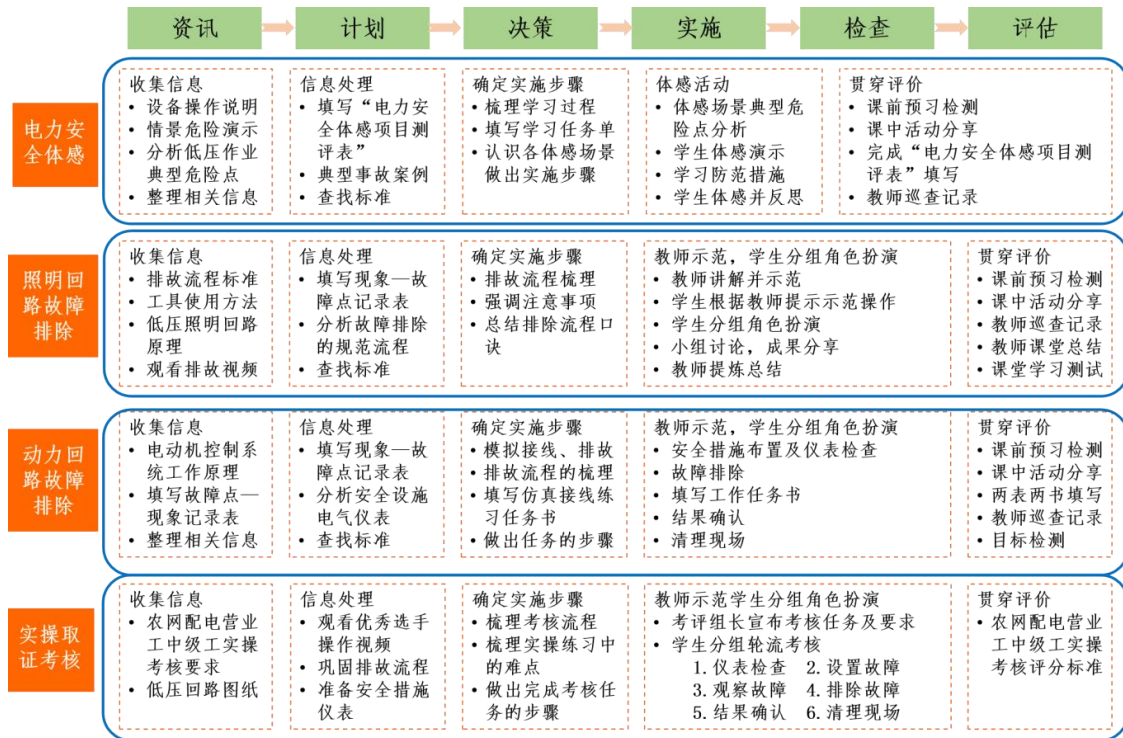 资讯
计划
决策
实施
检查
评估
电力安
全体感
收集信息
• 设备操作说明
• 情景危险演示
• 分析低压作业
典型危险点
• 整理相关信息
信息处理
• 填写“电力安
全体感项目测
评表”
• 典型事故案例
• 查找标准
确定实施步骤
• 梳理学习过程
• 填写学习任务单
• 认识各体感场景
做出实施步骤
体感活动
• 体感场景典型危
险点分析
• 学生体感演示
• 学习防范措施
• 学生体感并反思
贯穿评价
• 课前预习检测
• 课中活动分享
• 完成“电力安全体感项目测
评表”填写
• 教师巡查记录
照明回
路故障
排除
收集信息
• 排故流程标准
• 工具使用方法
• 低压照明回路
原理
• 观看排故视频
信息处理
• 填写现象—故
障点记录表
• 分析故障排除
的规范流程
• 查找标准
确定实施步骤
• 排故流程梳理
• 强调注意事项
• 总结排除流程口
诀
教师示范，学生分组角色扮演
• 教师讲解并示范
• 学生根据教师提示示范操作
• 学生分组角色扮演
• 小组讨论，成果分享
• 教师提炼总结
贯穿评价
• 课前预习检测
• 课中活动分享
• 教师巡查记录
• 教师课堂总结
• 课堂学习测试
动力回
路故障
排除
收集信息
• 电动机控制系
统工作原理
• 填写故障点—
现象记录表
• 整理相关信息
信息处理
• 填写现象—故
障点记录表
• 分析安全设施
电气仪表
• 查找标准
确定实施步骤
• 模拟接线、排故
• 排故流程的梳理
• 填写仿真接线练
习任务书
• 做出任务的步骤
教师示范，学生分组角色扮演
• 安全措施布置及仪表检查
• 故障排除
• 填写工作任务书
• 结果确认
• 清理现场
贯穿评价
• 课前预习检测
• 课中活动分享
• 两表两书填写
• 教师巡查记录
• 目标检测
实操取
证考核
收集信息
• 农网配电营业
工中级工实操
考核要求
• 低压回路图纸
信息处理
• 观看优秀选手
操作视频
• 巩固排故流程
• 准备安全措施
仪表
确定实施步骤
• 梳理考核流程
• 梳理实操练习中
的难点
• 做出完成考核任
务的步骤
教师示范学生分组角色扮演
• 考评组长宣布考核任务及要求
• 学生分组轮流考核
1.仪表检查 2.设置故障
3.观察故障 4.排除故障
5.结果确认 6.清理现场
贯穿评价
• 农网配电营业
工中级工实操
考核评分标准